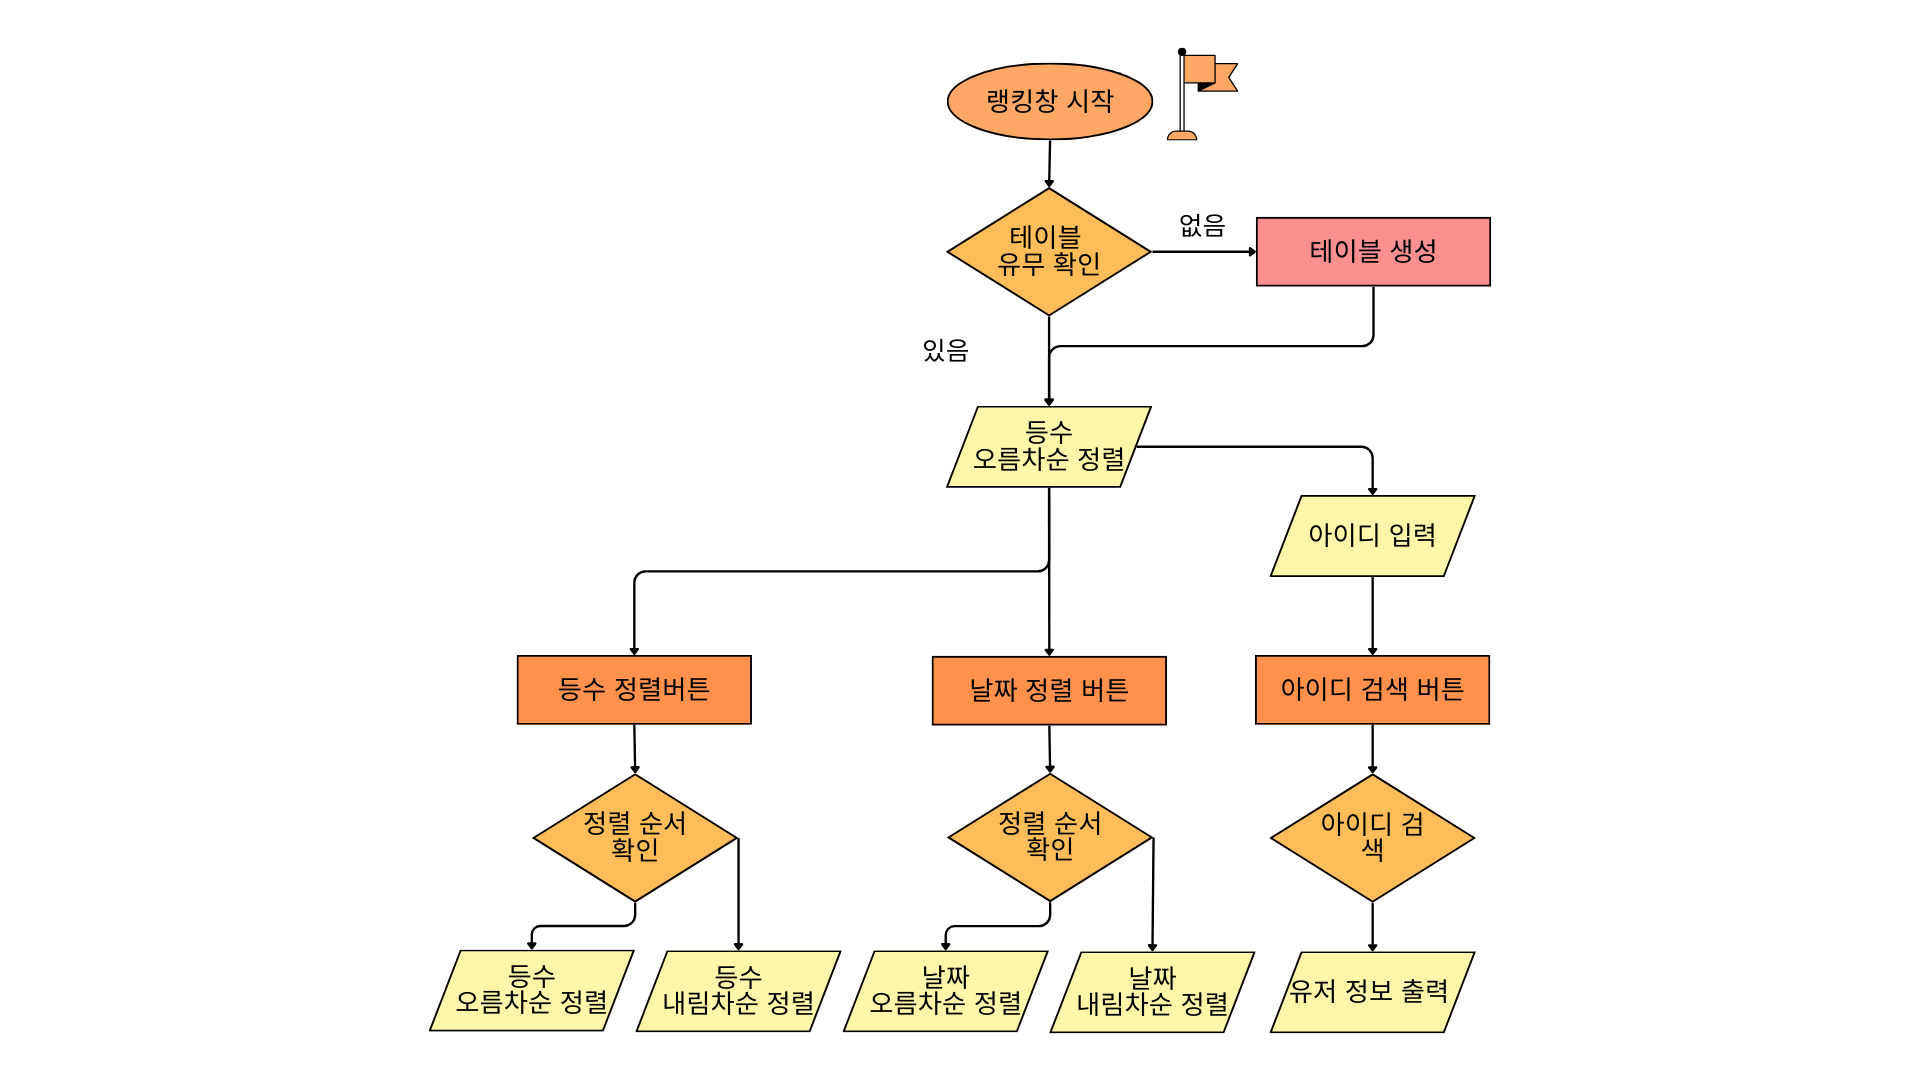 랭킹창 시작
테이블
유무 확인
없음
테이블 생성
있음
등수
오름차순 정렬
아이디 입력
등수 정렬버튼
날짜 정렬 버튼
아이디 검색 버튼
정렬 순서
확인
정렬 순서
확인
아이디 검
색
등수
오름차순 정렬
등수
내림차순 정렬
날짜
오름차순 정렬
날짜
내림차순 정렬
유저 정보 출력